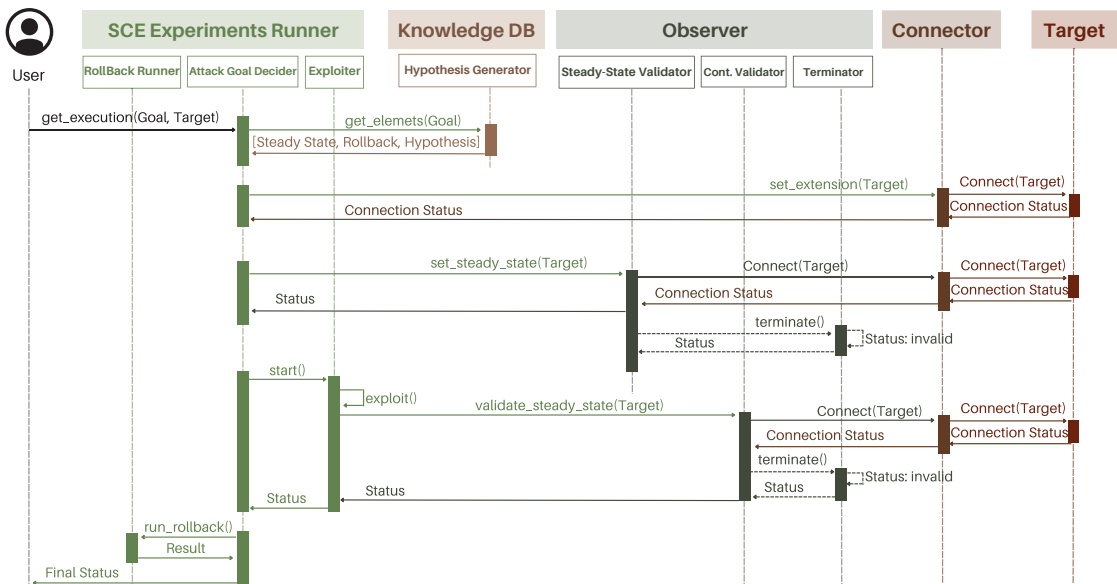 SCE Experiments Runner
Knowledge DB
Observer
Connector
Target
User
RollBack Runner
Attack Goal Decider
Exploiter
Hypothesis Generator
Steady-State Validator
Cont. Validator
Terminator
get_execution(Goal, Target)
get_elemets(Goal)
[Steady State, Rollback, Hypothesis]
set_extension(Target)
Connect(Target)
Connection Status
Connection Status
set_steady_state(Target)
Connect(Target)
Connect(Target)
Status
Connection Status
Connection Status
terminate()
Status
Status: invalid
start()
exploit()
validate_steady_state(Target)
Connect(Target)
Connect(Target)
Connection Status
Connection Status
terminate()
Status: invalid
Status
Status
Status
run_rollback()
Result
Final Status